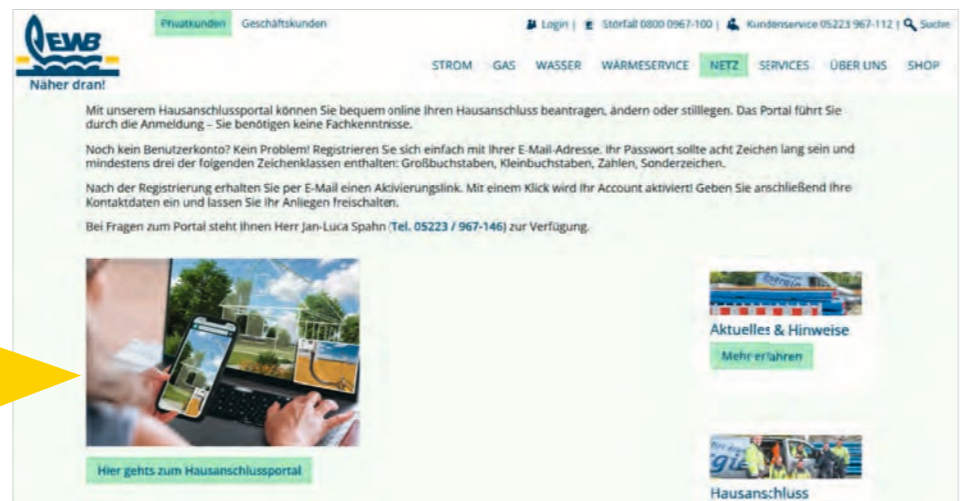 EWB
Näher dran!
Privatkunden Geschäftskunden
Login | Störfall 0800 0967-100 | Kundenservice 05223 967-112 | Suche
STROM GAS WASSER WÄRMESERVICE NETZ SERVICES ÜBER UNS SHOP
Mit unserem Hausanschlussportal können Sie bequem online Ihren Hausanschluss beantragen, ändern oder stilllegen. Das Portal führt Sie
durch die Anmeldung – Sie benötigen keine Fachkenntnisse.
Noch kein Benutzerkonto? Kein Problem! Registrieren Sie sich einfach mit Ihrer E-Mail-Adresse. Ihr Passwort sollte acht Zeichen lang sein und
mindestens drei der folgenden Zeichenklassen enthalten: Großbuchstaben, Kleinbuchstaben, Zahlen, Sonderzeichen.
Nach der Registrierung erhalten Sie per E-Mail einen Aktivierungslink. Mit einem Klick wird Ihr Account aktiviert! Geben Sie anschließend Ihre
Kontaktdaten ein und lassen Sie Ihr Anliegen freischalten.
Bei Fragen zum Portal steht Ihnen Herr Jan-Luca Spahn (Tel. 05223 / 967-146) zur Verfügung.
Hier gehts zum Hausanschlussportal
Aktuelles & Hinweise
Mehr erfahren
Hausanschluss